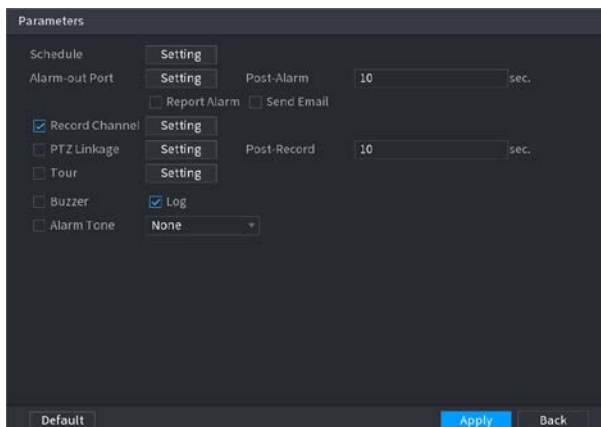 Parameters
Schedule Setting
Alarm-out Port Setting Post-Alarm 10 sec.
Report Alarm Send Email
Record Channel Setting
PTZ Linkage Setting Post-Record 10 sec.
Tour Setting
Buzzer Log
Alarm Tone None
Default Apply Back